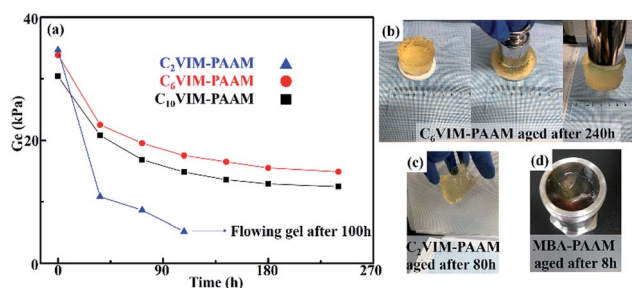 (a)
C₂VIM-PAAM
C₆VIM-PAAM
C₁₀VIM-PAAM
40
20
0
Ge (kPa)
Flowing gel after 100h
0 90 180 270
Time (h)
(b)
C₆VIM-PAAM aged after 240h
(c)
C₂VIM-PAAM
aged after 80h
(d)
MBA-PAAM
aged after 8h